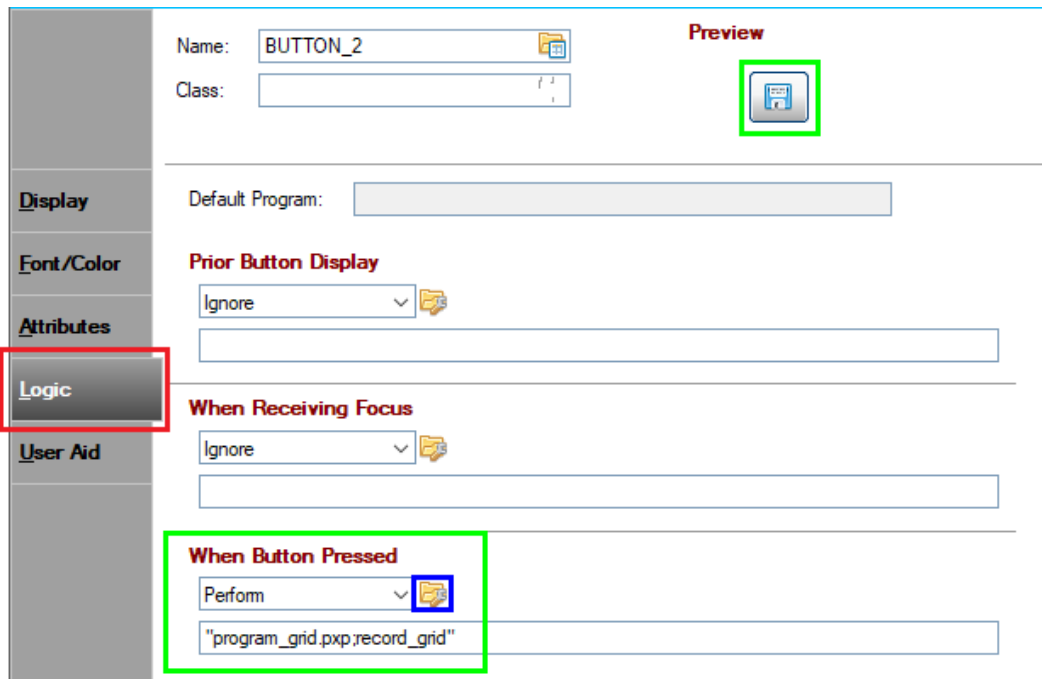 Preview
Name: BUTTON_2
Class:
Display
Default Program:
Font/Color
Prior Button Display
Ignore
Attributes
Logic
When Receiving Focus
User Aid
Ignore
When Button Pressed
Perform
"program_grid.pxp;record_grid"